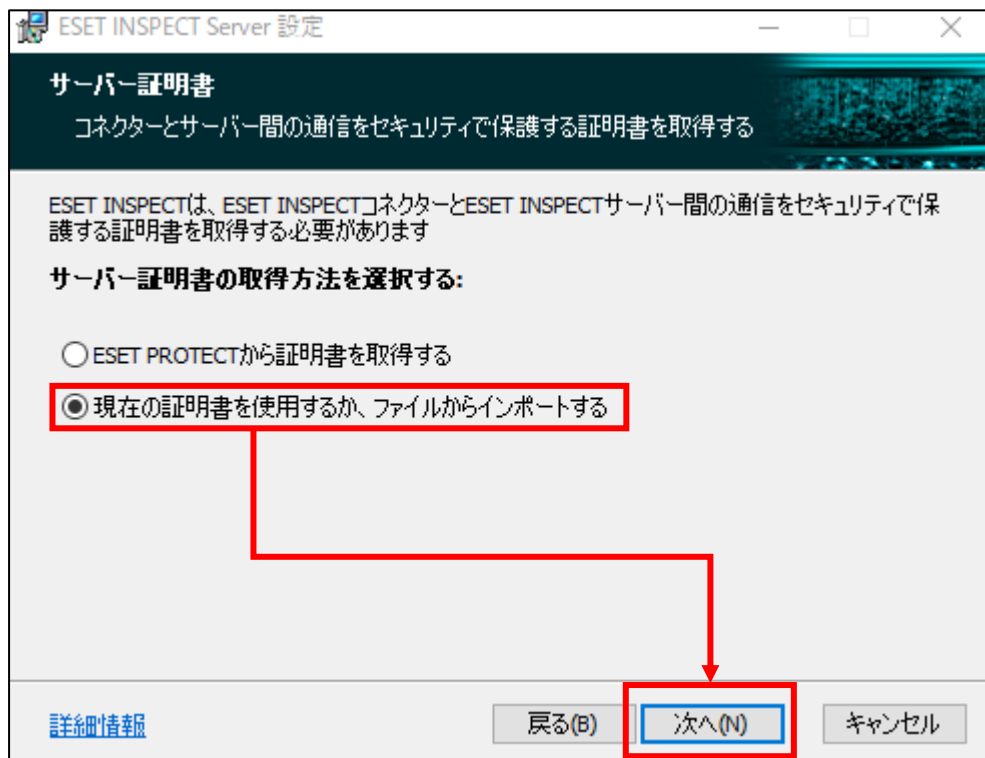 ESET INSPECT Server 設定
サーバー証明書
コネクターとサーバー間の通信をセキュリティで保護する証明書を取得する
ESET INSPECTは、ESET INSPECTコネクターとESET INSPECTサーバー間の通信をセキュリティで保
護する証明書を取得する必要があります
サーバー証明書の取得方法を選択する:
ESET PROTECTから証明書を取得する
現在の証明書を使用するか、ファイルからインポートする
詳細情報
戻る(B)
次へ(N)
キャンセル